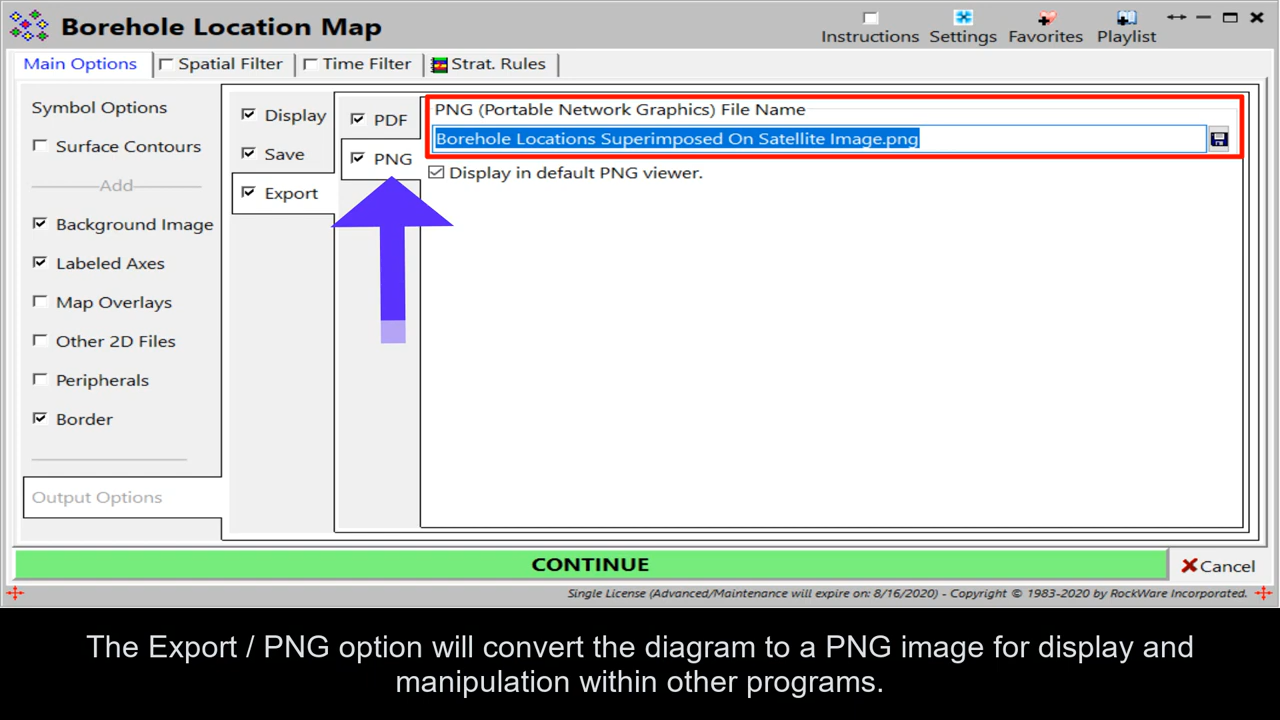 Borehole Location Map
Instructions Settings Favorites Playlist
Main Options Spatial Filter Time Filter Strat. Rules
Symbol Options
Surface Contours
Add
Background Image
Labeled Axes
Map Overlays
Other 2D Files
Peripherals
Border
Output Options
Display
Save
Export
PDF
PNG
PNG (Portable Network Graphics) File Name
Borehole Locations Superimposed On Satellite Image.png
Display in default PNG viewer.
CONTINUE
Cancel
Single License (Advanced/Maintenance will expire on: 8/16/2020) - Copyright © 1983-2020 by RockWare Incorporated.
The Export / PNG option will convert the diagram to a PNG image for display and
manipulation within other programs.